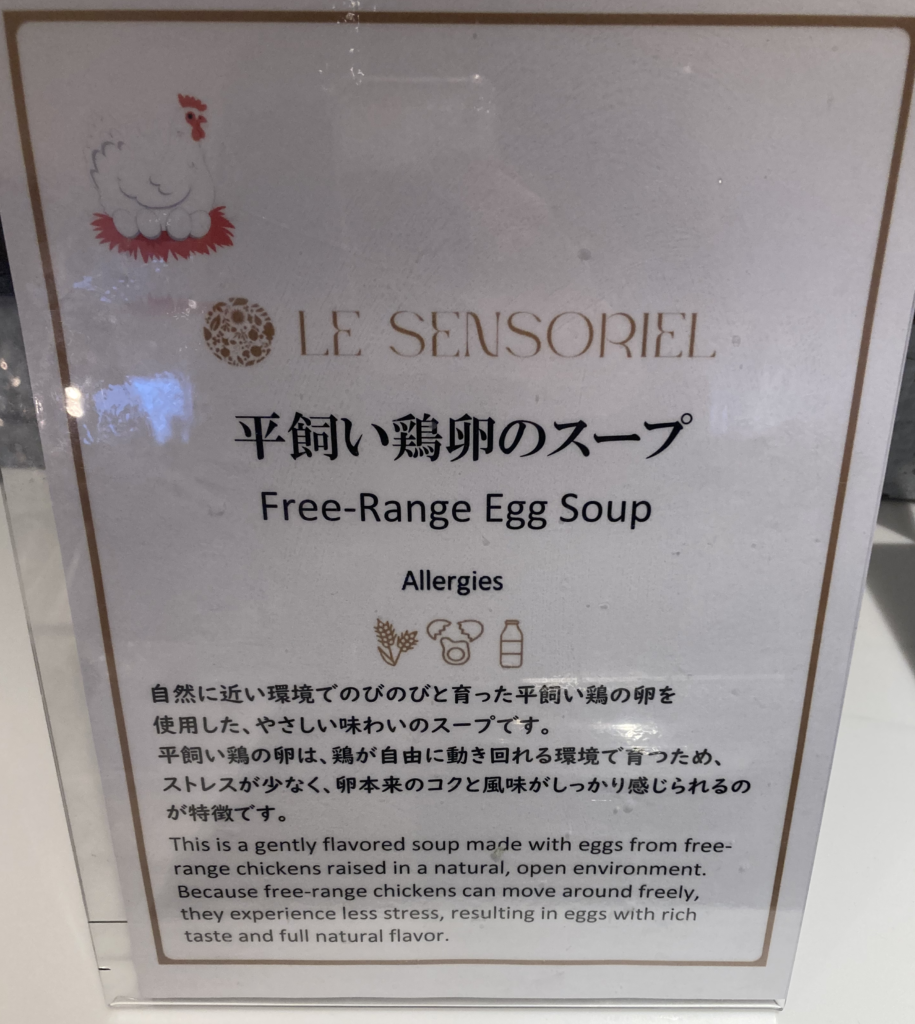 LE SENSORIEL
平飼い鶏卵のスープ
Free-Range Egg Soup
Allergies
自然に近い環境でのびのびと育った平飼い鶏の卵を
使用した、やさしい味わいのスープです。
平飼い鶏の卵は、鶏が自由に動き回れる環境で育つため、
ストレスが少なく、卵本来のコクと風味がしっかり感じられるの
が特徴です。
This is a gently flavored soup made with eggs from free-
range chickens raised in a natural, open environment.
Because free-range chickens can move around freely,
they experience less stress, resulting in eggs with rich
taste and full natural flavor.